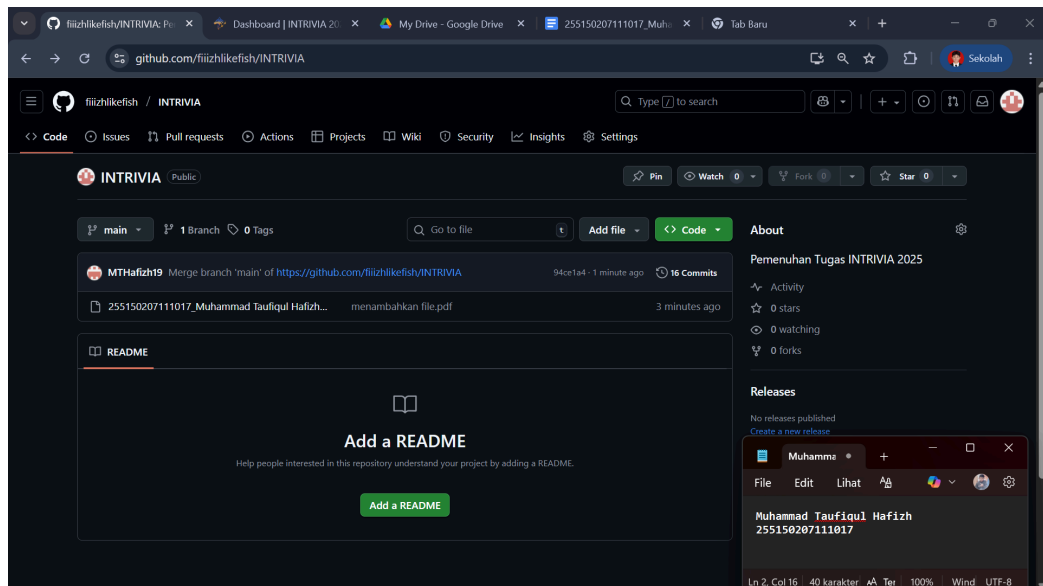 fiiizhlikefish/INTRIVIA: Pe
Dashboard | INTRIVIA 20
My Drive - Google Drive
255150207111017_Muha
Tab Baru
github.com/fiiizhlikefish/INTRIVIA
Sekolah
fiiizhlikefish / INTRIVIA
Type / to search
Code Issues Pull requests Actions Projects Wiki Security Insights Settings
INTRIVIA Public
Pin Watch 0 Fork 0 Star 0
main 1 Branch 0 Tags
Go to file t Add file Code
MTHafizh19 Merge branch 'main' of https://github.com/fiiizhlikefish/INTRIVIA 94ce1a4 · 1 minute ago 16 Commits
255150207111017_Muhammad Taufiqul Hafizh... menambahkan file.pdf 3 minutes ago
README
Add a README
Help people interested in this repository understand your project by adding a README.
Add a README
About
Pemenuhan Tugas INTRIVIA 2025
Activity
0 stars
0 watching
0 forks
Releases
No releases published
Create a new release
Muhamma
File Edit Lihat
Muhammad Taufiqul Hafizh
255150207111017
Ln 2, Col 16 40 karakter Ter 100% Wind UTF-8